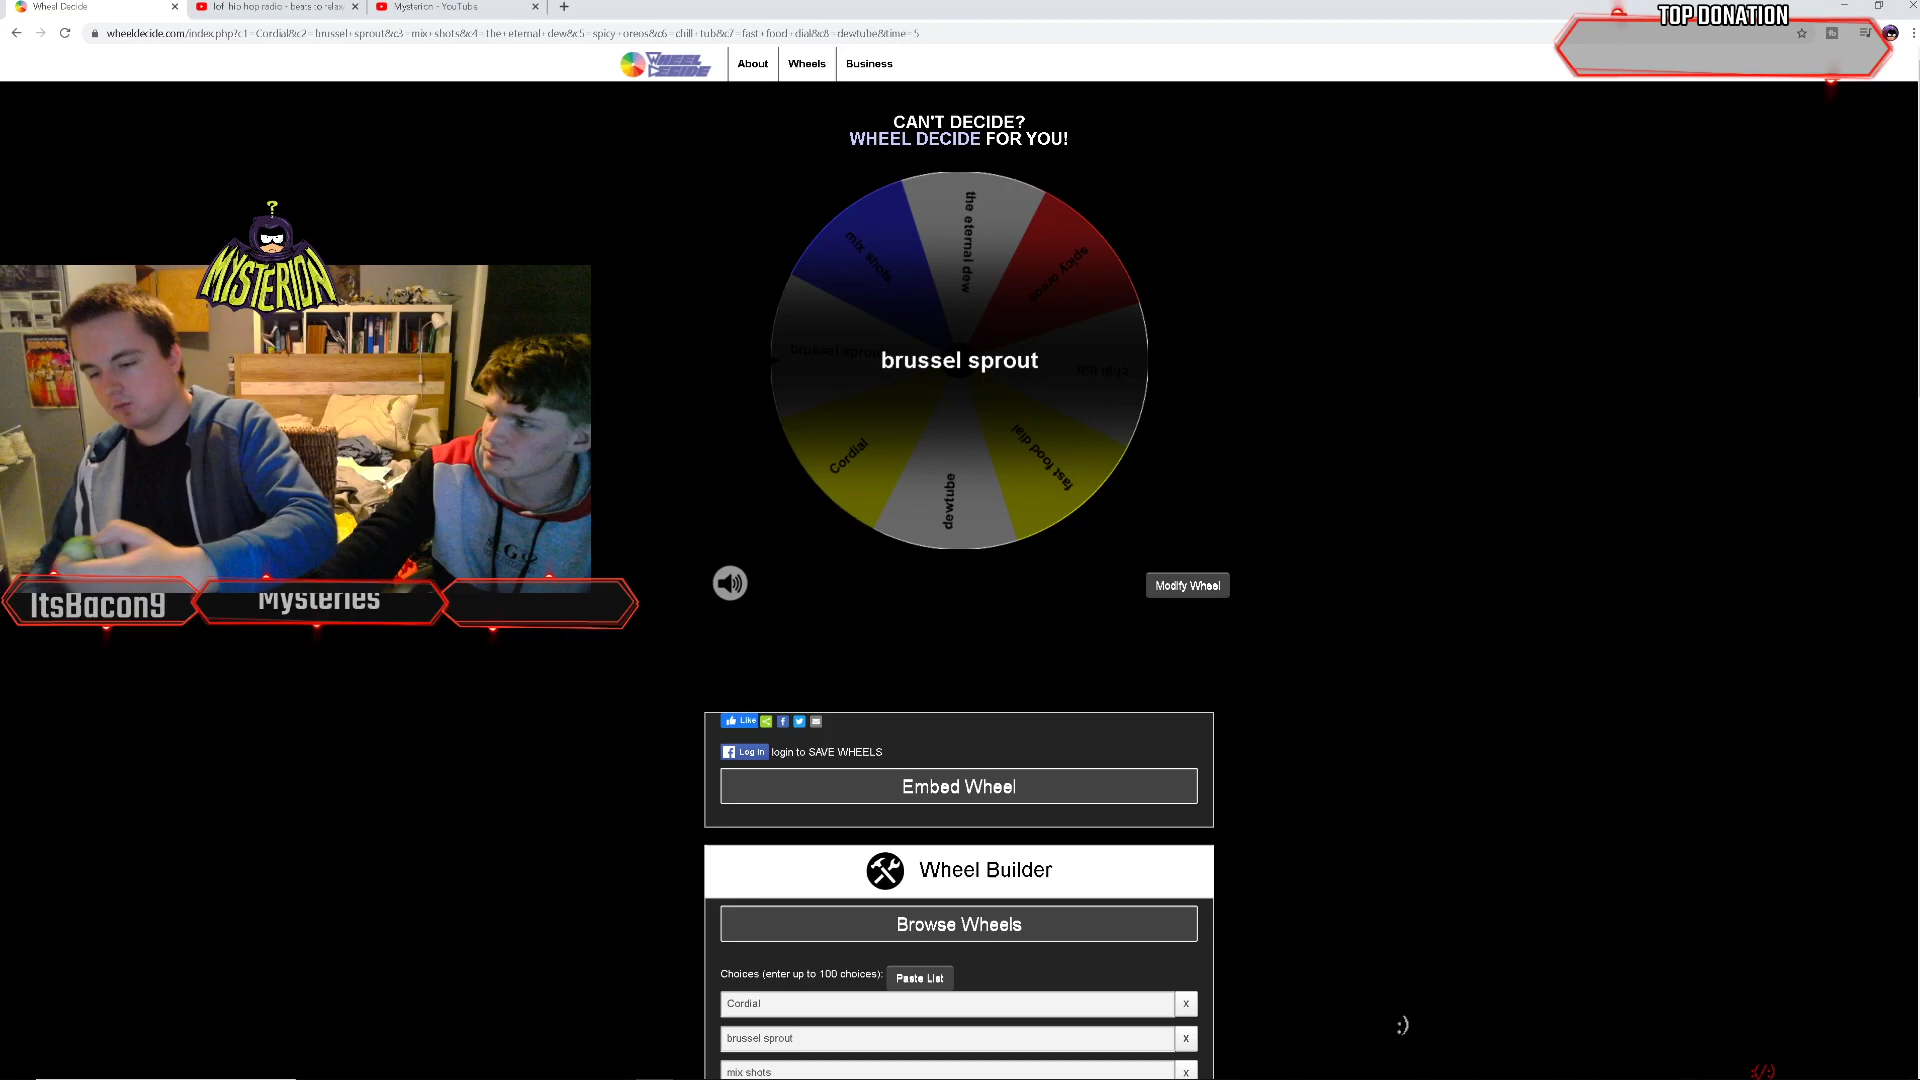 Wheel Decide
lofi hip hop radio - beats to relax
Mysterion - YouTube
TOP DONATION
wheeldecide.com/index.php?c1=Cordial&c2=brussel+sprout&c3=mix+shots&c4=the+eternal+dew&c5=spicy+oreos&c6=chill+tub&c7=fast+food+dial&c8=dewtube&time=5
WHEEL DECIDE
About
Wheels
Business
CAN'T DECIDE?
WHEEL DECIDE FOR YOU!
?
MYSTERION
mix shots
the eternal dew
spicy oreos
brussel sprout
brussel sprout
chill tub
Cordial
dewtube
fast food dial
ItsBacon9
Mysteries
Modify Wheel
Like
Log In login to SAVE WHEELS
Embed Wheel
Wheel Builder
Browse Wheels
Choices (enter up to 100 choices):
Paste List
Cordial
x
brussel sprout
x
mix shots
x
:)
:(/:)